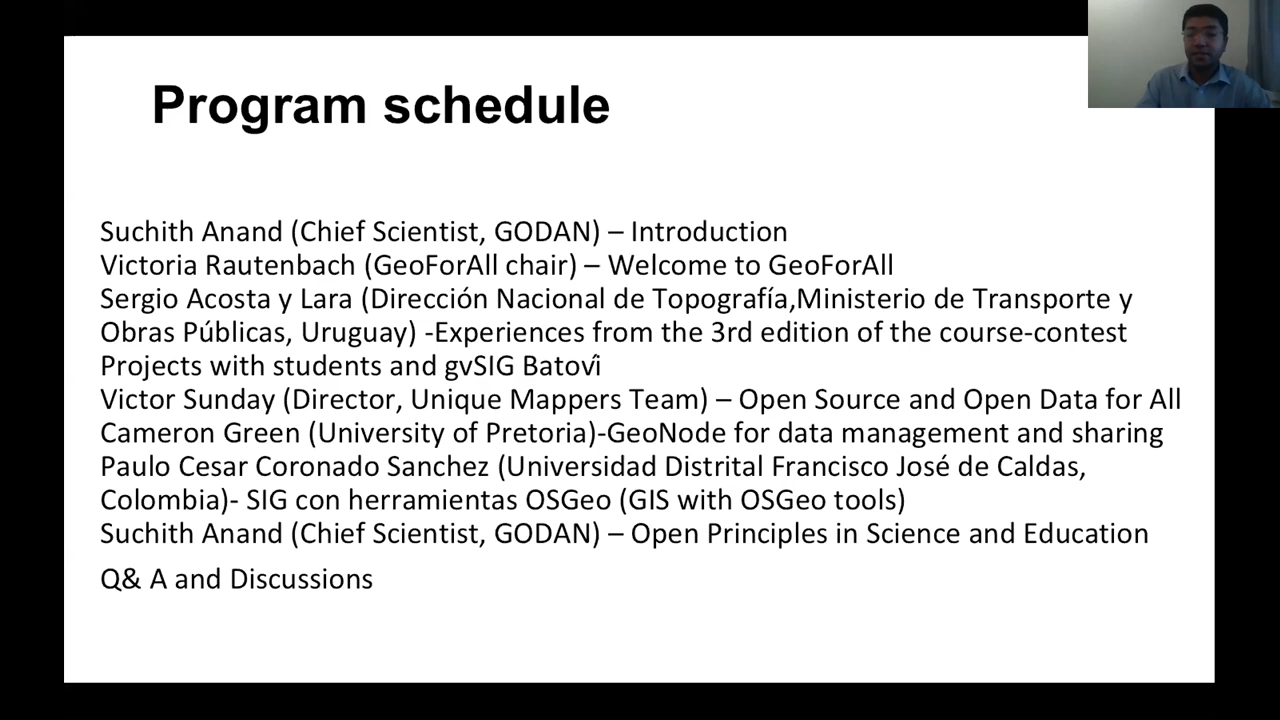 Program schedule
Suchith Anand (Chief Scientist, GODAN) – Introduction
Victoria Rautenbach (GeoForAll chair) – Welcome to GeoForAll
Sergio Acosta y Lara (Dirección Nacional de Topografía,Ministerio de Transporte y
Obras Públicas, Uruguay) -Experiences from the 3rd edition of the course-contest
Projects with students and gvSIG Batoví
Victor Sunday (Director, Unique Mappers Team) – Open Source and Open Data for All
Cameron Green (University of Pretoria)-GeoNode for data management and sharing
Paulo Cesar Coronado Sanchez (Universidad Distrital Francisco José de Caldas,
Colombia)- SIG con herramientas OSGeo (GIS with OSGeo tools)
Suchith Anand (Chief Scientist, GODAN) – Open Principles in Science and Education
Q& A and Discussions